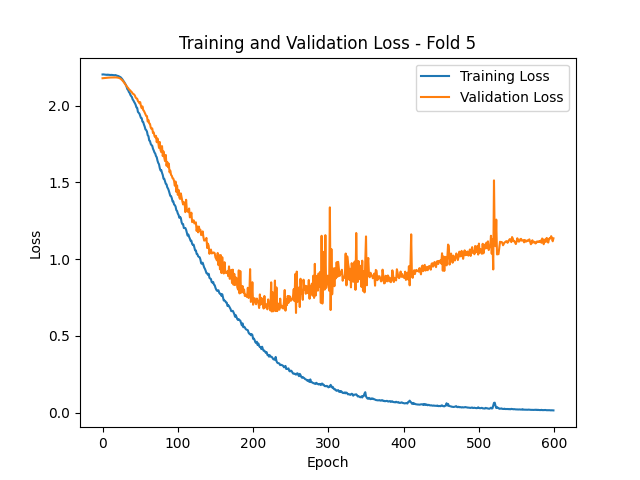 Training and Validation Loss - Fold 5
Training Loss
Validation Loss
2.0
1.5
1.0
0.5
0.0
Loss
0 100 200 300 400 500 600
Epoch